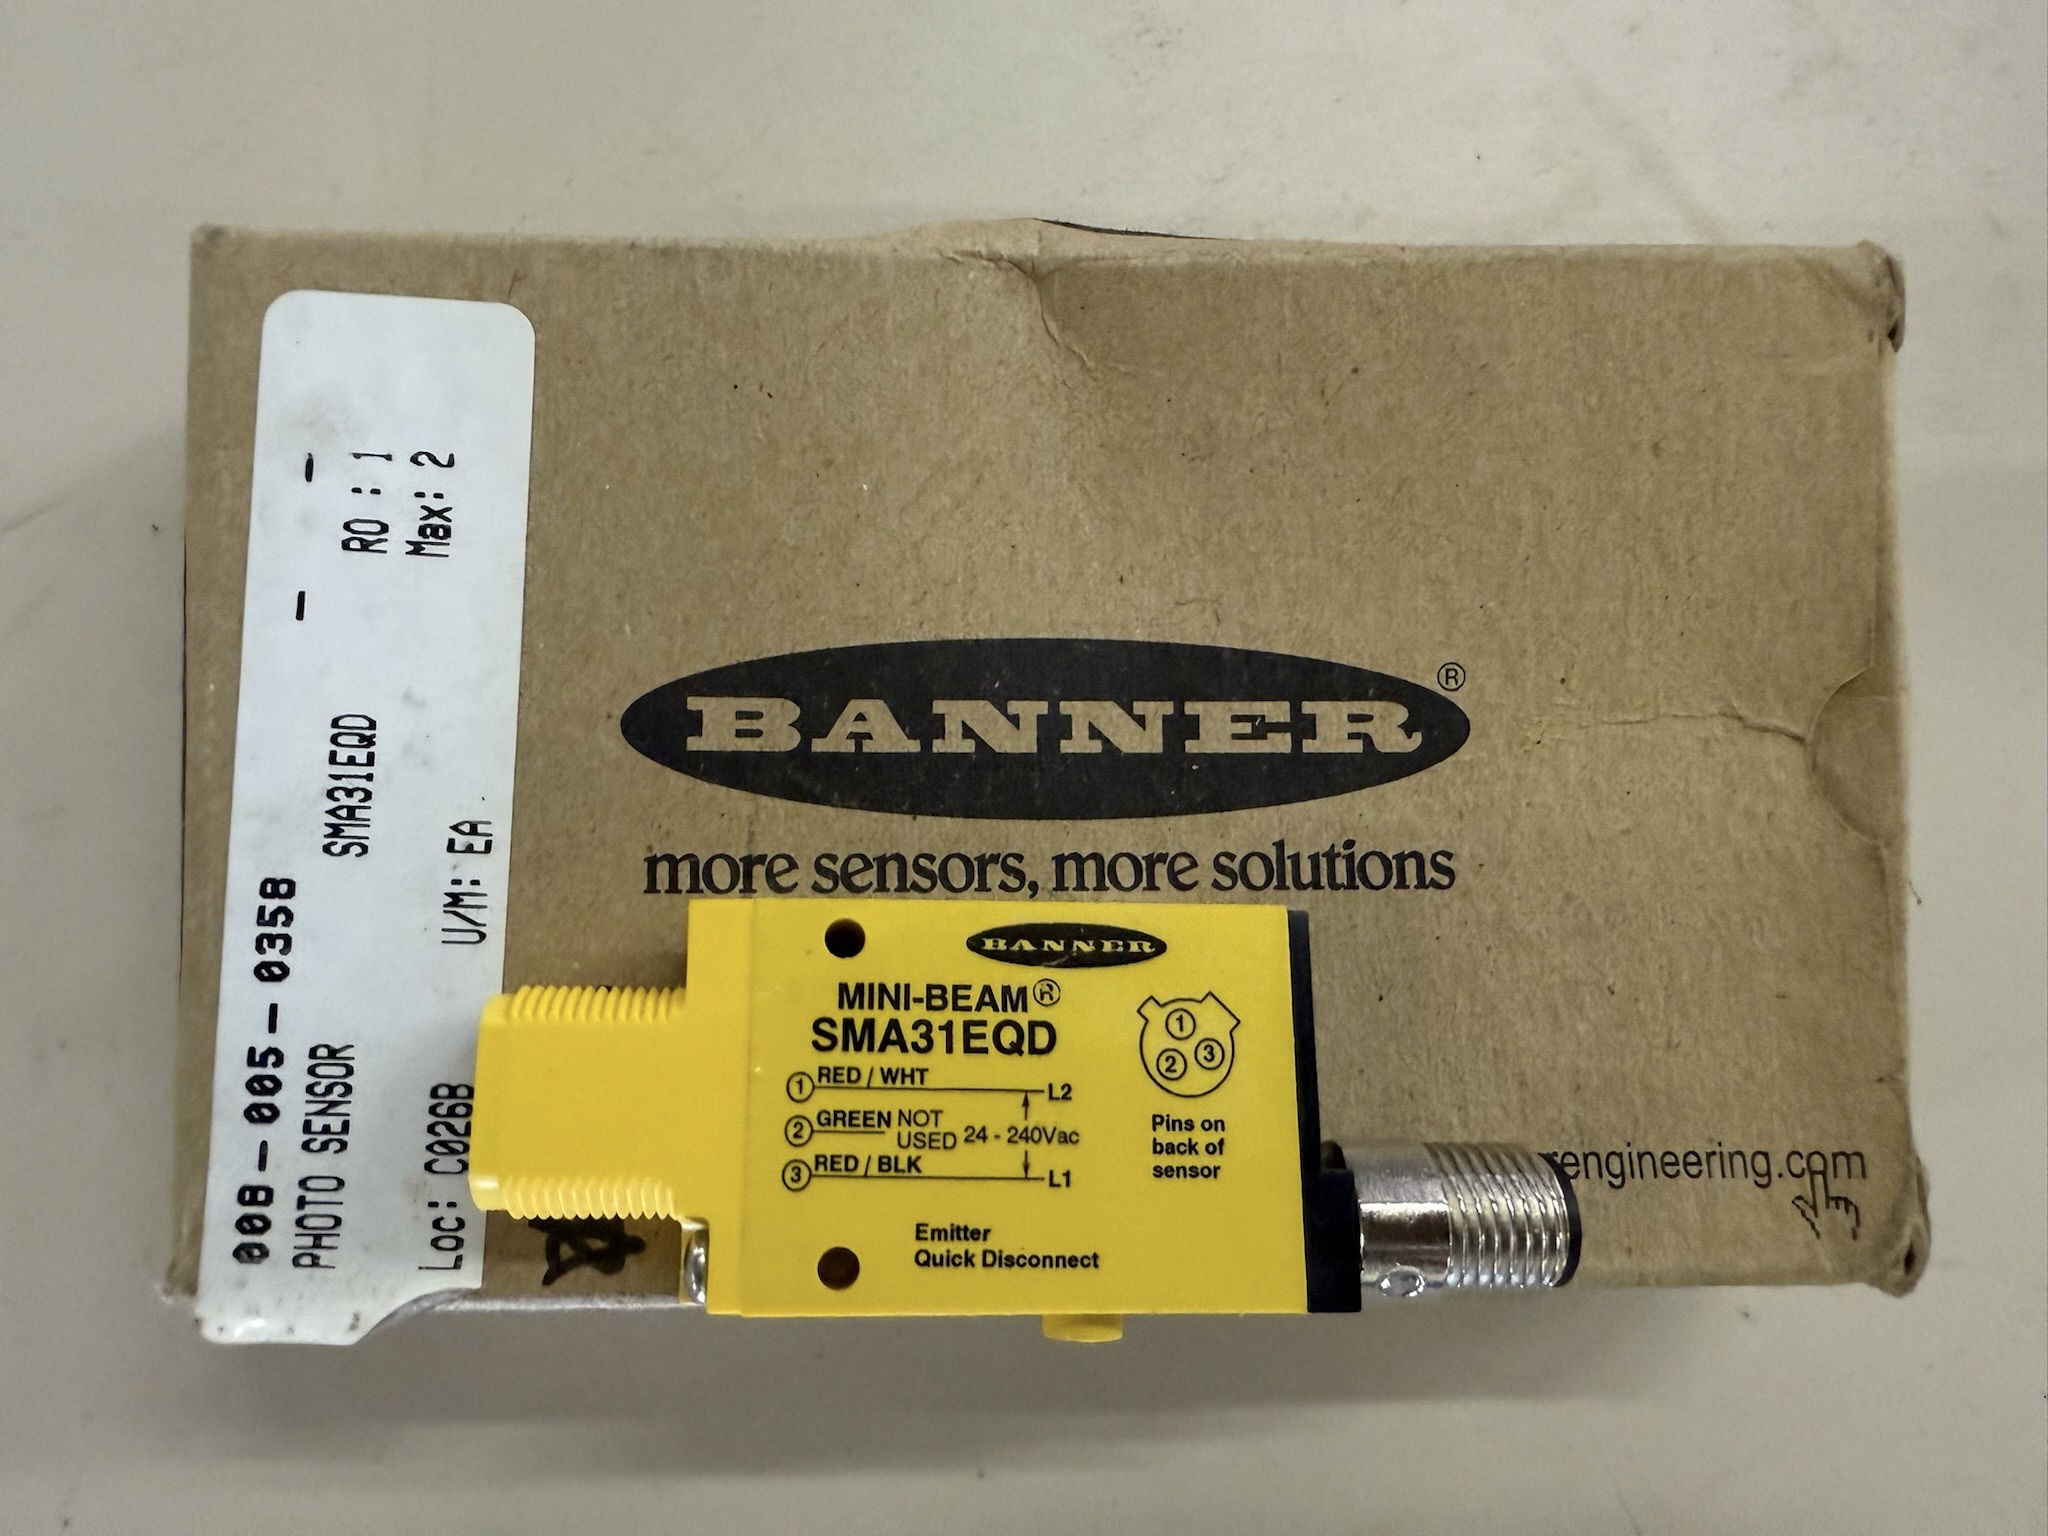 008-005-0358 - -
PHOTO SENSOR SMA31EQD RO : 1
Max: 2
Loc: C026B U/M: EA
BANNER®
more sensors, more solutions
rengineering.com
BANNER
MINI-BEAM®
SMA31EQD
1 RED / WHT L2
2 GREEN NOT USED 24 - 240Vac
3 RED / BLK L1
1
2 3
Pins on
back of
sensor
Emitter
Quick Disconnect